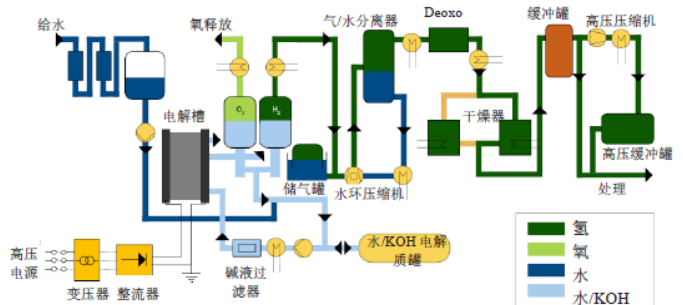 给水
氧释放
气/水分离器
Deoxo
缓冲罐
高压压缩机
电解槽
O₂
H₂
干燥器
储气罐
水环压缩机
高压缓冲罐
处理
高压
电源
变压器
整流器
碱液过
滤器
水/KOH 电解
质罐
氢
氧
水
水/KOH